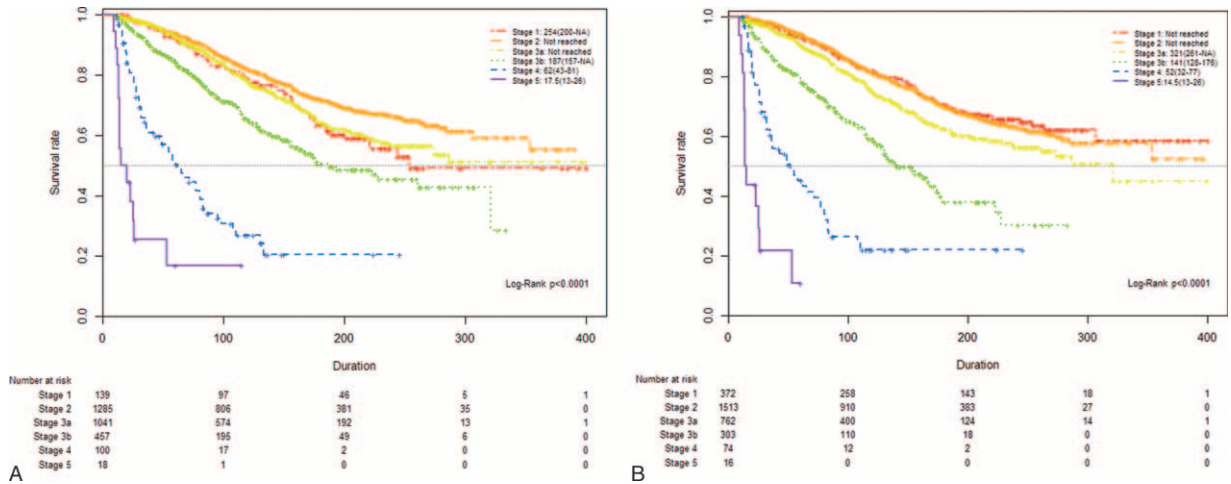 Survival rate
1.0
0.8
0.6
0.4
0.2
0.0
Stage 1: 254(200-NA)
Stage 2: Not reached
Stage 3a: Not reached
Stage 3b: 187(157-NA)
Stage 4: 62(43-81)
Stage 5: 17.5(13-26)
Log-Rank p<0.0001
0 100 200 300 400
Duration
Number at risk
Stage 1 139 97 46 5 1
Stage 2 1285 806 381 35 0
Stage 3a 1041 574 192 13 1
Stage 3b 457 195 49 6 0
Stage 4 100 17 2 0 0
Stage 5 18 1 0 0 0
A
Survival rate
1.0
0.8
0.6
0.4
0.2
0.0
Stage 1: Not reached
Stage 2: Not reached
Stage 3a: 321(261-NA)
Stage 3b: 141(128-176)
Stage 4: 52(32-77)
Stage 5:14.5(13-26)
Log-Rank p<0.0001
0 100 200 300 400
Duration
Number at risk
Stage 1 372 258 143 18 1
Stage 2 1513 910 383 27 0
Stage 3a 762 400 124 14 1
Stage 3b 303 110 18 0 0
Stage 4 74 12 2 0 0
Stage 5 16 0 0 0 0
B